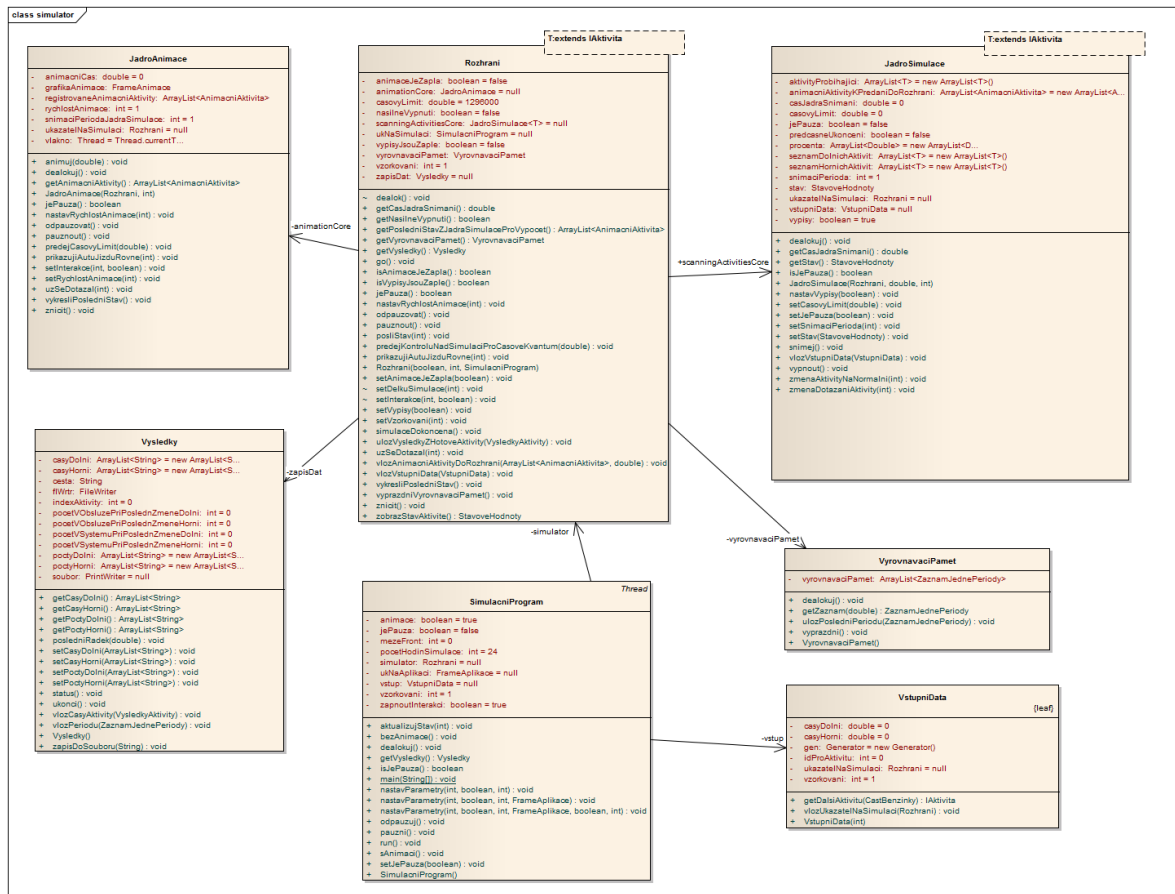 class simulator
JadroAnimace
- animacniCas: double = 0
- grafikaAnimace: FrameAnimace
- registrovaneAnimacniAktivity: ArrayList<AnimacniAktivita>
- rychlostAnimace: int = 1
- snimaciPeriodaJadraSimulace: int = 1
- ukazatelNaSimulaci: Rozhrani = null
- vlakno: Thread = Thread.currentT...
+ animuj(double) : void
+ dealokuj() : void
+ getAnimacniAktivity() : ArrayList<AnimacniAktivita>
+ JadroAnimace(Rozhrani, int)
+ jePauza() : boolean
+ nastavRychlostAnimace(int) : void
+ odpauzovat() : void
+ pauznout() : void
+ predejCasovyLimit(double) : void
+ prikazujiAutuJizduRovne(int) : void
+ setInterakce(int, boolean) : void
+ setRychlostAnimace(int) : void
+ uzSeDotazal(int) : void
+ vykresliPosledniStav() : void
+ znicit() : void
T:extends IAktivita
Rozhrani
- animaceJeZapla: boolean = false
- animationCore: JadroAnimace = null
- casovyLimit: double = 1296000
- nasilneVypnuti: boolean = false
- scanningActivitiesCore: JadroSimulace<T> = null
- ukNaSimulaci: SimulacniProgram = null
- vypisyJsouZaple: boolean = false
- vyrovnavaciPamet: VyrovnavaciPamet
- vzorkovani: int = 1
- zapisDat: Vysledky = null
~ dealok() : void
+ getCasJadraSnimani() : double
+ getNasilneVypnuti() : boolean
+ getPosledniStavZJadraSimulaceProVypocet() : ArrayList<AnimacniAktivita>
+ getVyrovnavaciPamet() : VyrovnavaciPamet
+ getVysledky() : Vysledky
+ go() : void
+ isAnimaceJeZapla() : boolean
+ isVypisyJsouZaple() : boolean
+ jePauza() : boolean
+ nastavRychlostAnimace(int) : void
+ odpauzovat() : void
+ pauznout() : void
+ posliStav(int) : void
+ predejKontroluNadSimulaciProCasoveKvantum(double) : void
+ prikazujiAutuJizduRovne(int) : void
+ Rozhrani(boolean, int, SimulacniProgram)
+ setAnimaceJeZapla(boolean) : void
~ setDelkuSimulace(int) : void
~ setInterakce(int, boolean) : void
+ setVypisy(boolean) : void
+ setVzorkovani(int) : void
+ simulaceDokoncena() : void
+ ulozVysledkyZHotoveAktivity(VysledkyAktivity) : void
+ uzSeDotazal(int) : void
+ vlozAnimacniAktivityDoRozhrani(ArrayList<AnimacniAktivita>, double) : void
+ vlozVstupniData(VstupniData) : void
+ vykresliPosledniStav() : void
+ vyprazdniVyrovnavaciPamet() : void
+ znicit() : void
+ zobrazStavAktivite() : StavoveHodnoty
T:extends IAktivita
JadroSimulace
- aktivityProbihajici: ArrayList<T> = new ArrayList<T>()
- animacniAktivityKPredaniDoRozhrani: ArrayList<AnimacniAktivita> = new ArrayList<A...
- casJadraSnimani: double = 0
- casovyLimit: double = 0
- jePauza: boolean = false
- predcasneUkonceni: boolean = false
- procenta: ArrayList<Double> = new ArrayList<D...
- seznamDolnichAktivit: ArrayList<T> = new ArrayList<T>()
- seznamHornichAktivit: ArrayList<T> = new ArrayList<T>()
- snimaciPerioda: int = 1
- stav: StavoveHodnoty
- ukazatelNaSimulaci: Rozhrani = null
- vstupniData: VstupniData = null
- vypisy: boolean = true
+ dealokuj() : void
+ getCasJadraSnimani() : double
+ getStav() : StavoveHodnoty
+ isJePauza() : boolean
+ JadroSimulace(Rozhrani, double, int)
+ nastavVypisy(boolean) : void
+ setCasovyLimit(double) : void
+ setJePauza(boolean) : void
+ setSnimaciPerioda(int) : void
+ setStav(StavoveHodnoty) : void
+ snimej() : void
+ vlozVstupniData(VstupniData) : void
+ vypnout() : void
+ zmenaAktivityNaNormalni(int) : void
+ zmenaDotazaniAktivity(int) : void
-animationCore
+scanningActivitiesCore
-zapisDat
-simulator
-vyrovnavaciPamet
-vstup
Vysledky
- casyDolni: ArrayList<String> = new ArrayList<S...
- casyHorni: ArrayList<String> = new ArrayList<S...
- cesta: String
- flWrtr: FileWriter
- indexAktivity: int = 0
- pocetVObsluzePriPoslednZmeneDolni: int = 0
- pocetVObsluzePriPoslednZmeneHorni: int = 0
- pocetVSystemuPriPoslednZmeneDolni: int = 0
- pocetVSystemuPriPoslednZmeneHorni: int = 0
- poctyDolni: ArrayList<String> = new ArrayList<S...
- poctyHorni: ArrayList<String> = new ArrayList<S...
- soubor: PrintWriter = null
+ getCasyDolni() : ArrayList<String>
+ getCasyHorni() : ArrayList<String>
+ getPoctyDolni() : ArrayList<String>
+ getPoctyHorni() : ArrayList<String>
+ posledniRadek(double) : void
+ setCasyDolni(ArrayList<String>) : void
+ setCasyHorni(ArrayList<String>) : void
+ setPoctyDolni(ArrayList<String>) : void
+ setPoctyHorni(ArrayList<String>) : void
+ status() : void
+ ukonci() : void
+ vlozCasyAktivity(VysledkyAktivity) : void
+ vlozPeriodu(ZaznamJednePeriody) : void
+ Vysledky()
+ zapisDoSouboru(String) : void
Thread
SimulacniProgram
- animace: boolean = true
- jePauza: boolean = false
- mezeFront: int = 0
- pocetHodinSimulace: int = 24
- simulator: Rozhrani = null
- ukNaAplikaci: FrameAplikace = null
- vstup: VstupniData = null
- vzorkovani: int = 1
- zapnoutInterakci: boolean = true
+ aktualizujStav(int) : void
+ bezAnimace() : void
+ dealokuj() : void
+ getVysledky() : Vysledky
+ isJePauza() : boolean
+ main(String[]) : void
+ nastavParametry(int, boolean, int) : void
+ nastavParametry(int, boolean, int, FrameAplikace) : void
+ nastavParametry(int, boolean, int, FrameAplikace, boolean, int) : void
+ odpauzuj() : void
+ pauzni() : void
+ run() : void
+ sAnimaci() : void
+ setJePauza(boolean) : void
+ SimulacniProgram()
VyrovnavaciPamet
- vyrovnavaciPamet: ArrayList<ZaznamJednePeriody>
+ dealokuj() : void
+ getZaznam(double) : ZaznamJednePeriody
+ ulozPosledniPeriodu(ZaznamJednePeriody) : void
+ vyprazdni() : void
+ VyrovnavaciPamet()
VstupniData
{leaf}
- casyDolni: double = 0
- casyHorni: double = 0
- gen: Generator = new Generator()
- idProAktivitu: int = 0
- ukazatelNaSimulaci: Rozhrani = null
- vzorkovani: int = 1
+ getDalsiAktivitu(CastBenzinky) : IAktivita
+ vlozUkazatelNaSimulaci(Rozhrani) : void
+ VstupniData(int)